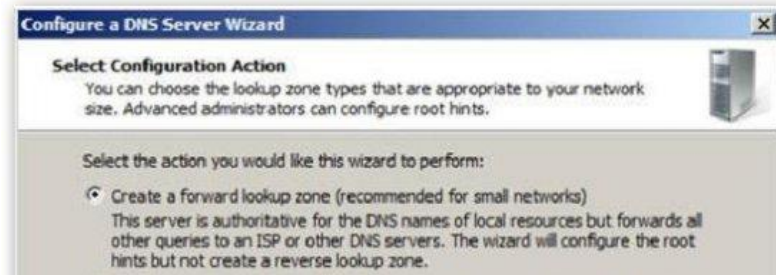 Configure a DNS Server Wizard
Select Configuration Action
You can choose the lookup zone types that are appropriate to your network
size. Advanced administrators can configure root hints.
Select the action you would like this wizard to perform:
Create a forward lookup zone (recommended for small networks)
This server is authoritative for the DNS names of local resources but forwards all
other queries to an ISP or other DNS servers. The wizard will configure the root
hints but not create a reverse lookup zone.